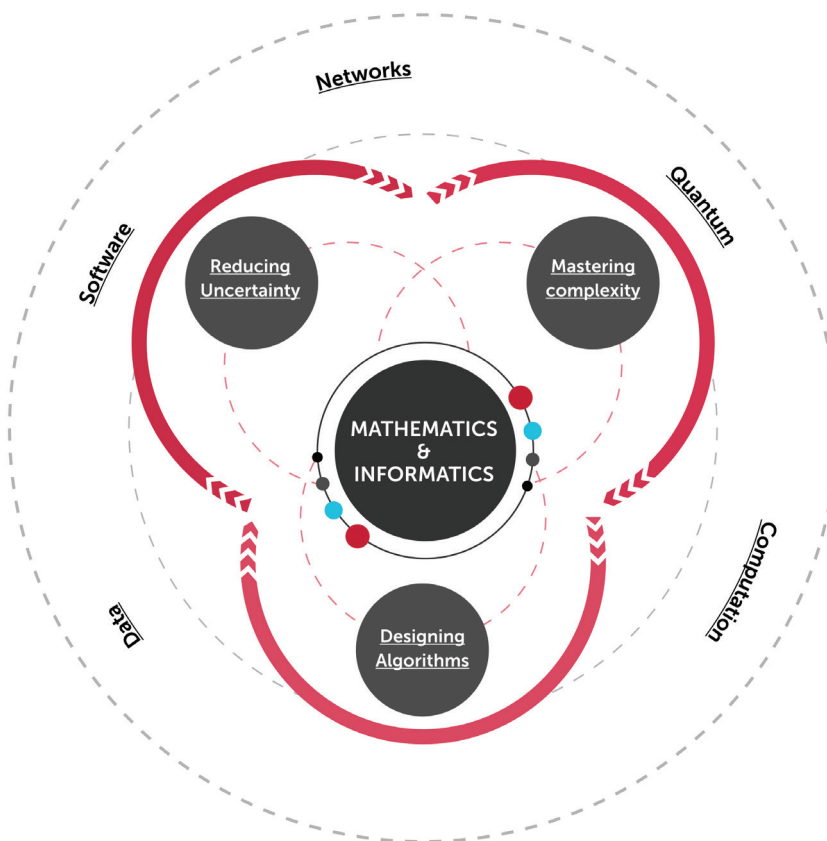 Networks
Quantum
Software
Reducing
Uncertainty
Mastering
complexity
MATHEMATICS
&
INFORMATICS
Computation
Data
Designing
Algorithms